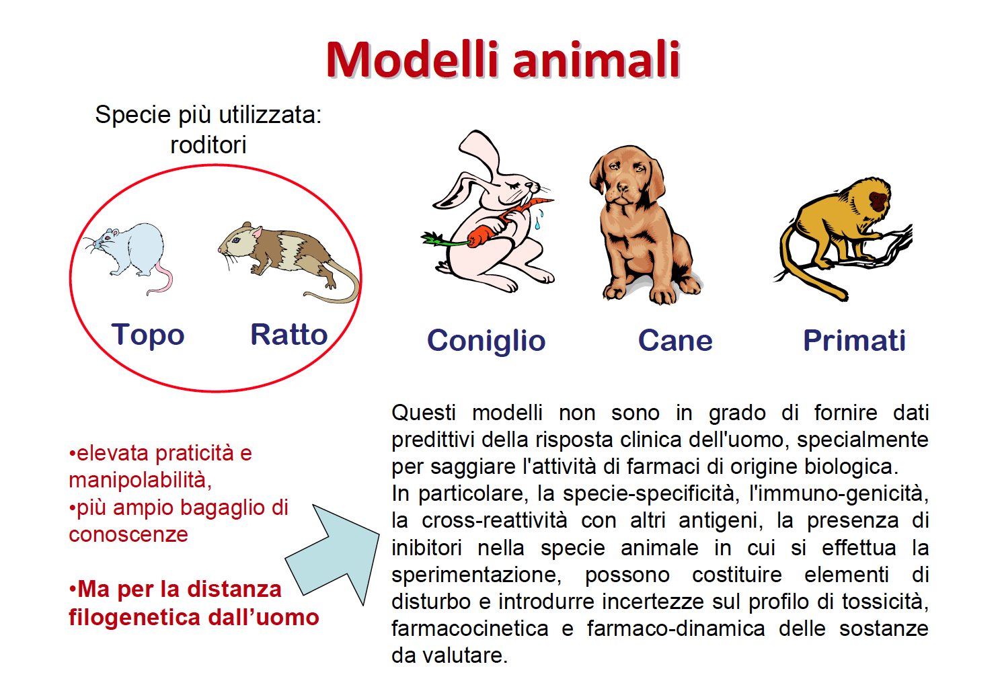 Modelli animali
Specie più utilizzata:
roditori
Topo
Ratto
Coniglio
Cane
Primati
•elevata praticità e
manipolabilità,
•più ampio bagaglio di
conoscenze
•Ma per la distanza
filogenetica dall’uomo
Questi modelli non sono in grado di fornire dati
predittivi della risposta clinica dell'uomo, specialmente
per saggiare l'attività di farmaci di origine biologica.
In particolare, la specie-specificità, l'immuno-genicità,
la cross-reattività con altri antigeni, la presenza di
inibitori nella specie animale in cui si effettua la
sperimentazione, possono costituire elementi di
disturbo e introdurre incertezze sul profilo di tossicità,
farmacocinetica e farmaco-dinamica delle sostanze
da valutare.